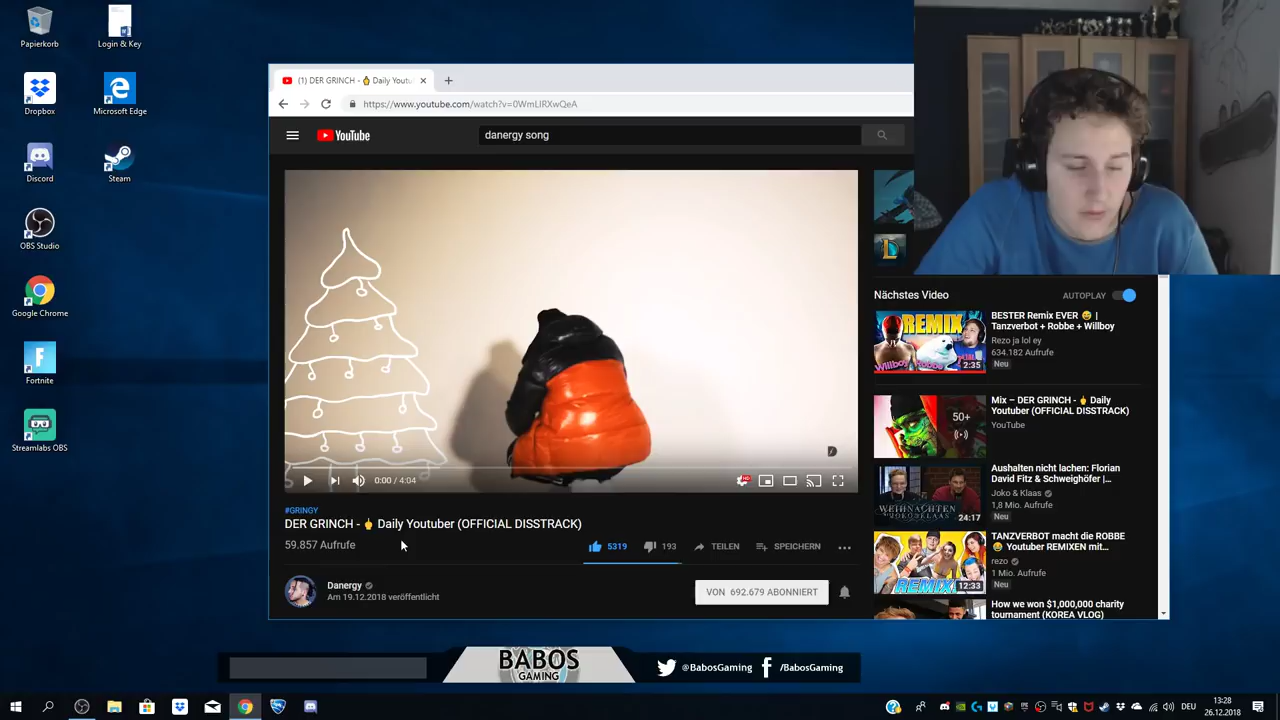 Papierkorb
Login & Key
Dropbox
Microsoft Edge
Discord
Steam
OBS Studio
Google Chrome
Fortnite
Streamlabs OBS
(1) DER GRINCH - 🖕 Daily Youtu
https://www.youtube.com/watch?v=0WmLIRXwQeA
YouTube
danergy song
0:00 / 4:04
HD
#GRINGY
DER GRINCH - 🖕 Daily Youtuber (OFFICIAL DISSTRACK)
59.857 Aufrufe
5319
193
TEILEN
SPEICHERN
Danergy
Am 19.12.2018 veröffentlicht
VON 692.679 ABONNIERT
Nächstes Video
AUTOPLAY
REMIX
Willboy Robbe
2:35
BESTER Remix EVER 😅 |
Tanzverbot + Robbe + Willboy
Rezo ja lol ey
634.182 Aufrufe
Neu
50+
Mix – DER GRINCH - 🖕 Daily
Youtuber (OFFICIAL DISSTRACK)
YouTube
24:17
Aushalten nicht lachen: Florian
David Fitz & Schweighöfer |...
Joko & Klaas
1,8 Mio. Aufrufe
Neu
REMIX
12:33
TANZVERBOT macht die ROBBE
😂 Youtuber REMIXEN mit...
rezo
1 Mio. Aufrufe
Neu
How we won $1,000,000 charity
tournament (KOREA VLOG)
BABOS
GAMING
@BabosGaming
/BabosGaming
DEU
13:28
26.12.2018